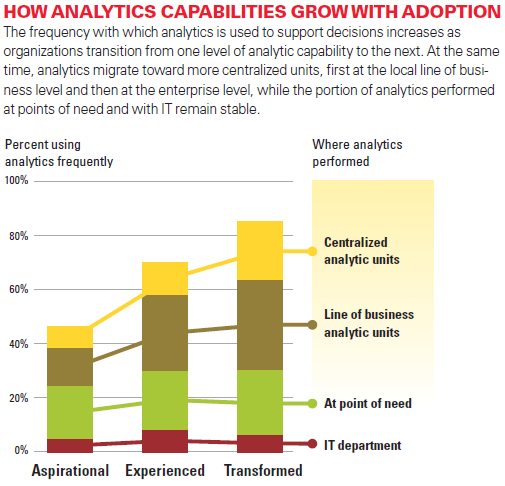 HOW ANALYTICS CAPABILITIES GROW WITH ADOPTION
The frequency with which analytics is used to support decisions increases as
organizations transition from one level of analytic capability to the next. At the same
time, analytics migrate toward more centralized units, first at the local line of busi-
ness level and then at the enterprise level, while the portion of analytics performed
at points of need and with IT remain stable.
Percent using
analytics frequently
Where analytics
performed
100%
80%
60%
40%
20%
0%
Centralized
analytic units
Line of business
analytic units
At point of need
IT department
Aspirational
Experienced
Transformed